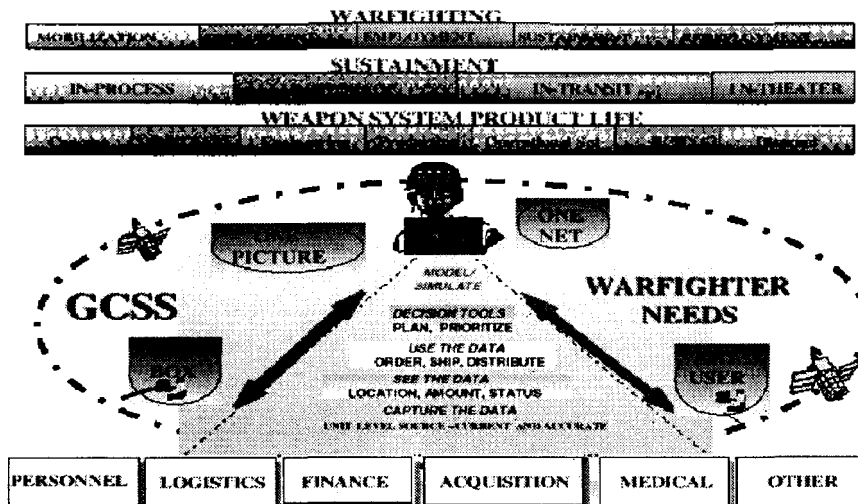 WARFIGHTING
MOBILIZATION EMPLOYMENT SUSTAINMENT
SUSTAINMENT
IN-PROCESS IN-TRANSIT IN-THEATER
WEAPON SYSTEM PRODUCT LIFE
ONE
PICTURE
ONE
NET
MODEL/
SIMULATE
GCSS
WARFIGHTER
NEEDS
DECISION TOOLS
PLAN, PRIORITIZE
USE THE DATA
ORDER, SHIP, DISTRIBUTE
BOX
USER
SEE THE DATA
LOCATION, AMOUNT, STATUS
CAPTURE THE DATA
UNIT LEVEL SOURCE -CURRENT AND ACCURATE
PERSONNEL LOGISTICS FINANCE ACQUISITION MEDICAL OTHER